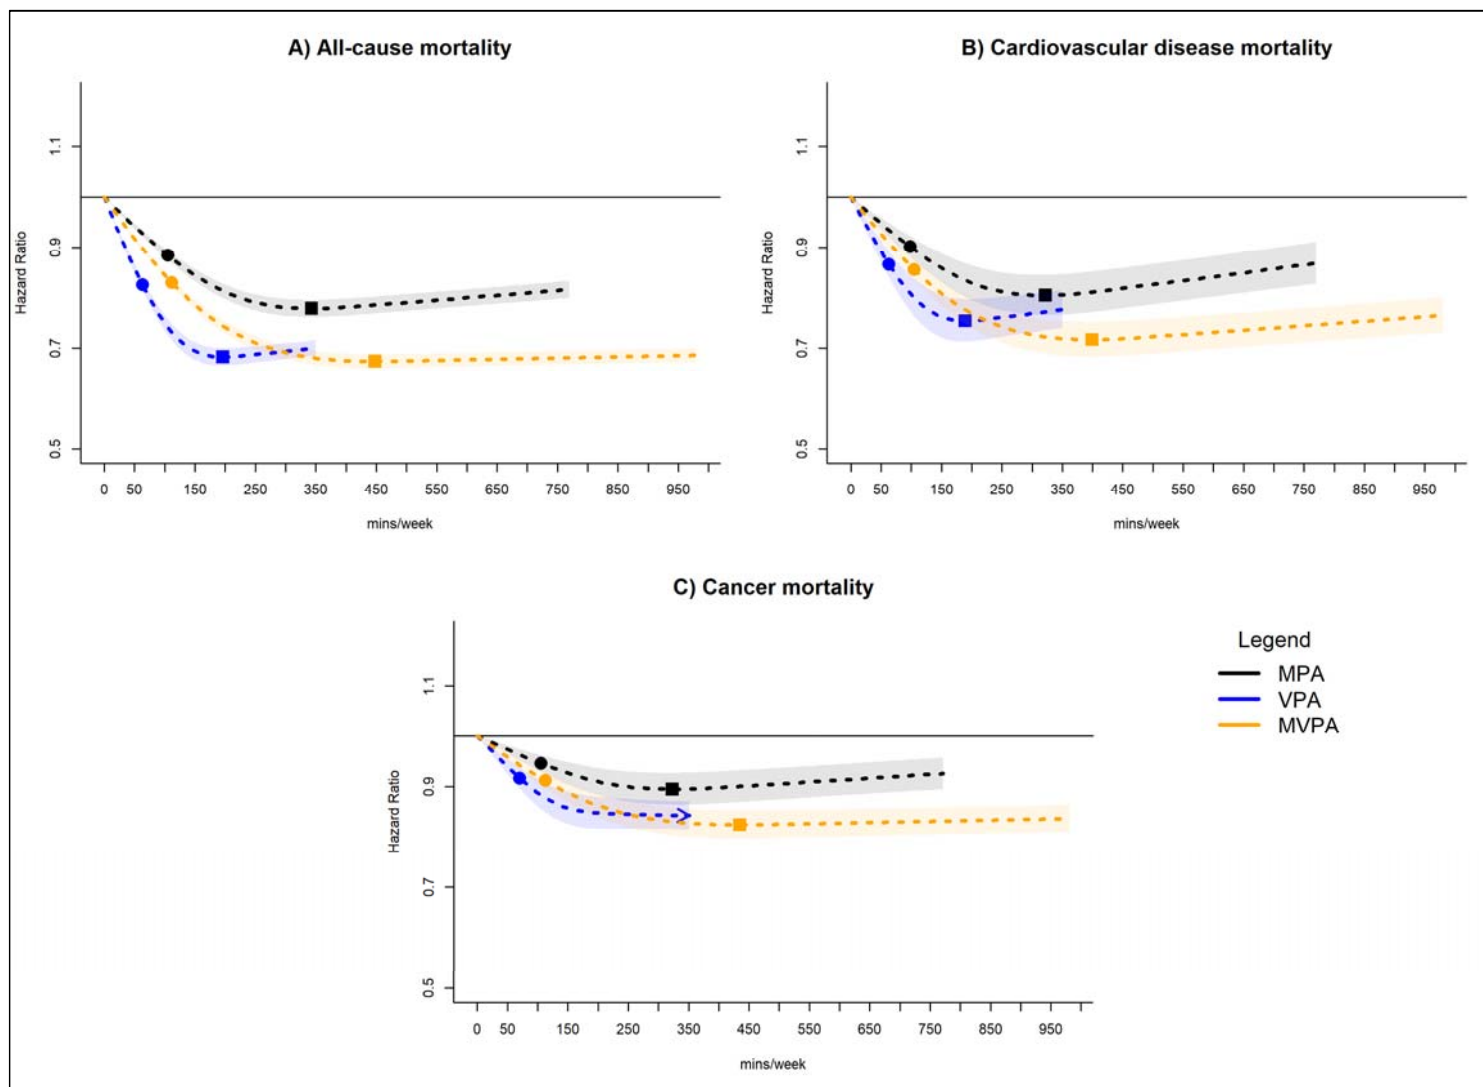 A) All-cause mortality
Hazard Ratio
1.1
0.9
0.7
0.5
0 50 150 250 350 450 550 650 750 850 950
mins/week
B) Cardiovascular disease mortality
Hazard Ratio
1.1
0.9
0.7
0.5
0 50 150 250 350 450 550 650 750 850 950
mins/week
C) Cancer mortality
Hazard Ratio
1.1
0.9
0.7
0.5
0 50 150 250 350 450 550 650 750 850 950
mins/week
Legend
MPA
VPA
MVPA